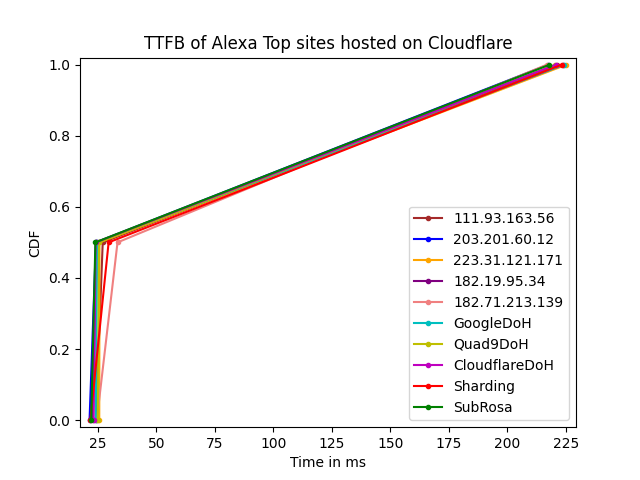 TTFB of Alexa Top sites hosted on Cloudflare
1.0
0.8
0.6
0.4
0.2
0.0
CDF
111.93.163.56
203.201.60.12
223.31.121.171
182.19.95.34
182.71.213.139
GoogleDoH
Quad9DoH
CloudflareDoH
Sharding
SubRosa
25 50 75 100 125 150 175 200 225
Time in ms